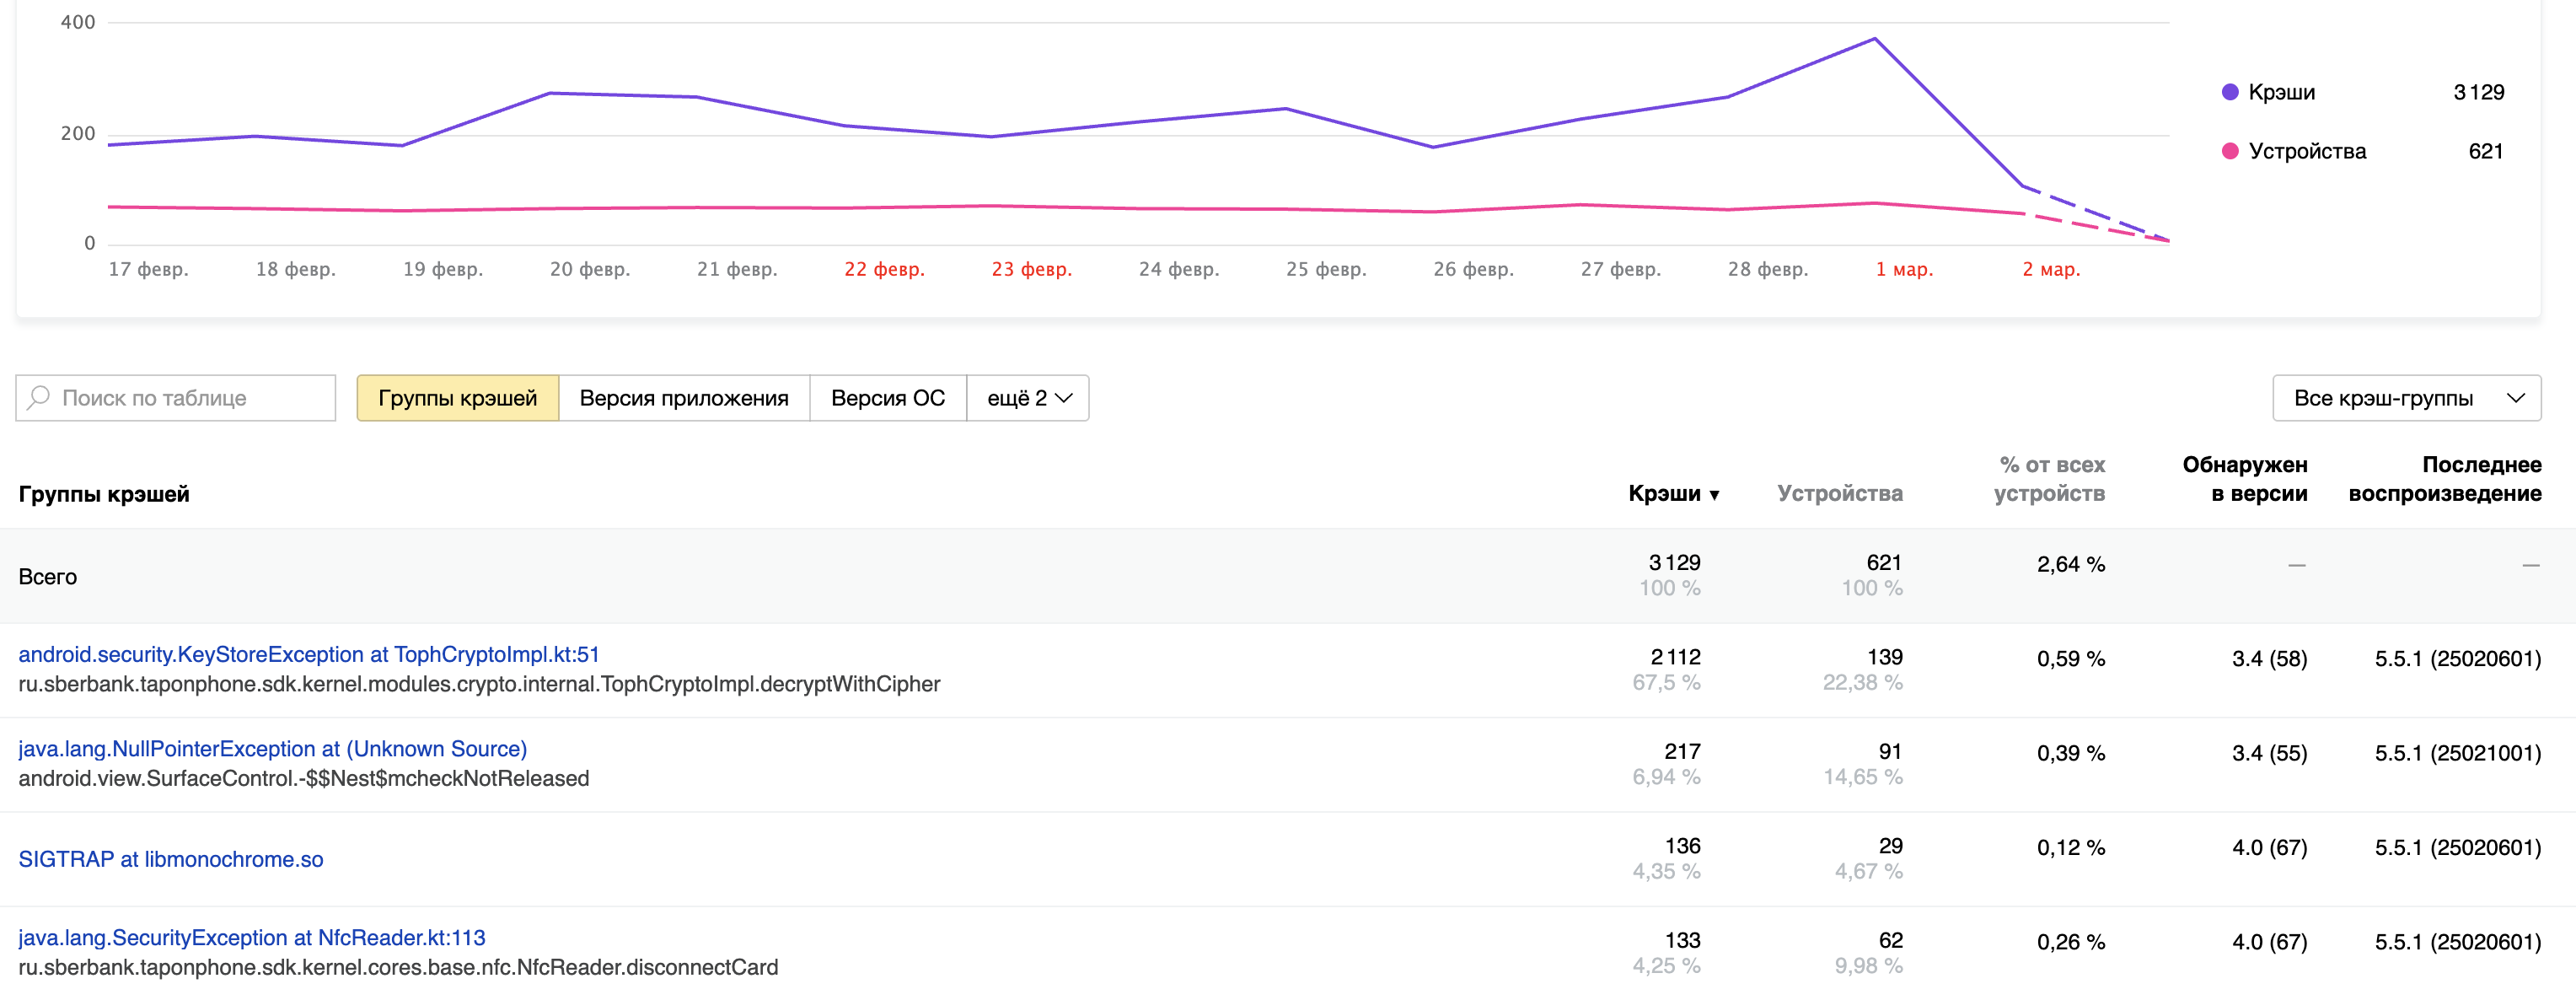 400
200
0
17 февр. 18 февр. 19 февр. 20 февр. 21 февр. 22 февр. 23 февр. 24 февр. 25 февр. 26 февр. 27 февр. 28 февр. 1 мар. 2 мар.
Крэши 3 129
Устройства 621
Поиск по таблице Группы крэшей Версия приложения Версия ОС ещё 2 Все крэш-группы
Группы крэшей Крэши ▼ Устройства % от всех устройств Обнаружен в версии Последнее воспроизведение
Всего 3 129 621 2,64 % — —
100 % 100 %
android.security.KeyStoreException at TophCryptoImpl.kt:51 2 112 139 0,59 % 3.4 (58) 5.5.1 (25020601)
ru.sberbank.taponphone.sdk.kernel.modules.crypto.internal.TophCryptoImpl.decryptWithCipher 67,5 % 22,38 %
java.lang.NullPointerException at (Unknown Source) 217 91 0,39 % 3.4 (55) 5.5.1 (25021001)
android.view.SurfaceControl.-$$Nest$mcheckNotReleased 6,94 % 14,65 %
SIGTRAP at libmonochrome.so 136 29 0,12 % 4.0 (67) 5.5.1 (25020601)
4,35 % 4,67 %
java.lang.SecurityException at NfcReader.kt:113 133 62 0,26 % 4.0 (67) 5.5.1 (25020601)
ru.sberbank.taponphone.sdk.kernel.cores.base.nfc.NfcReader.disconnectCard 4,25 % 9,98 %